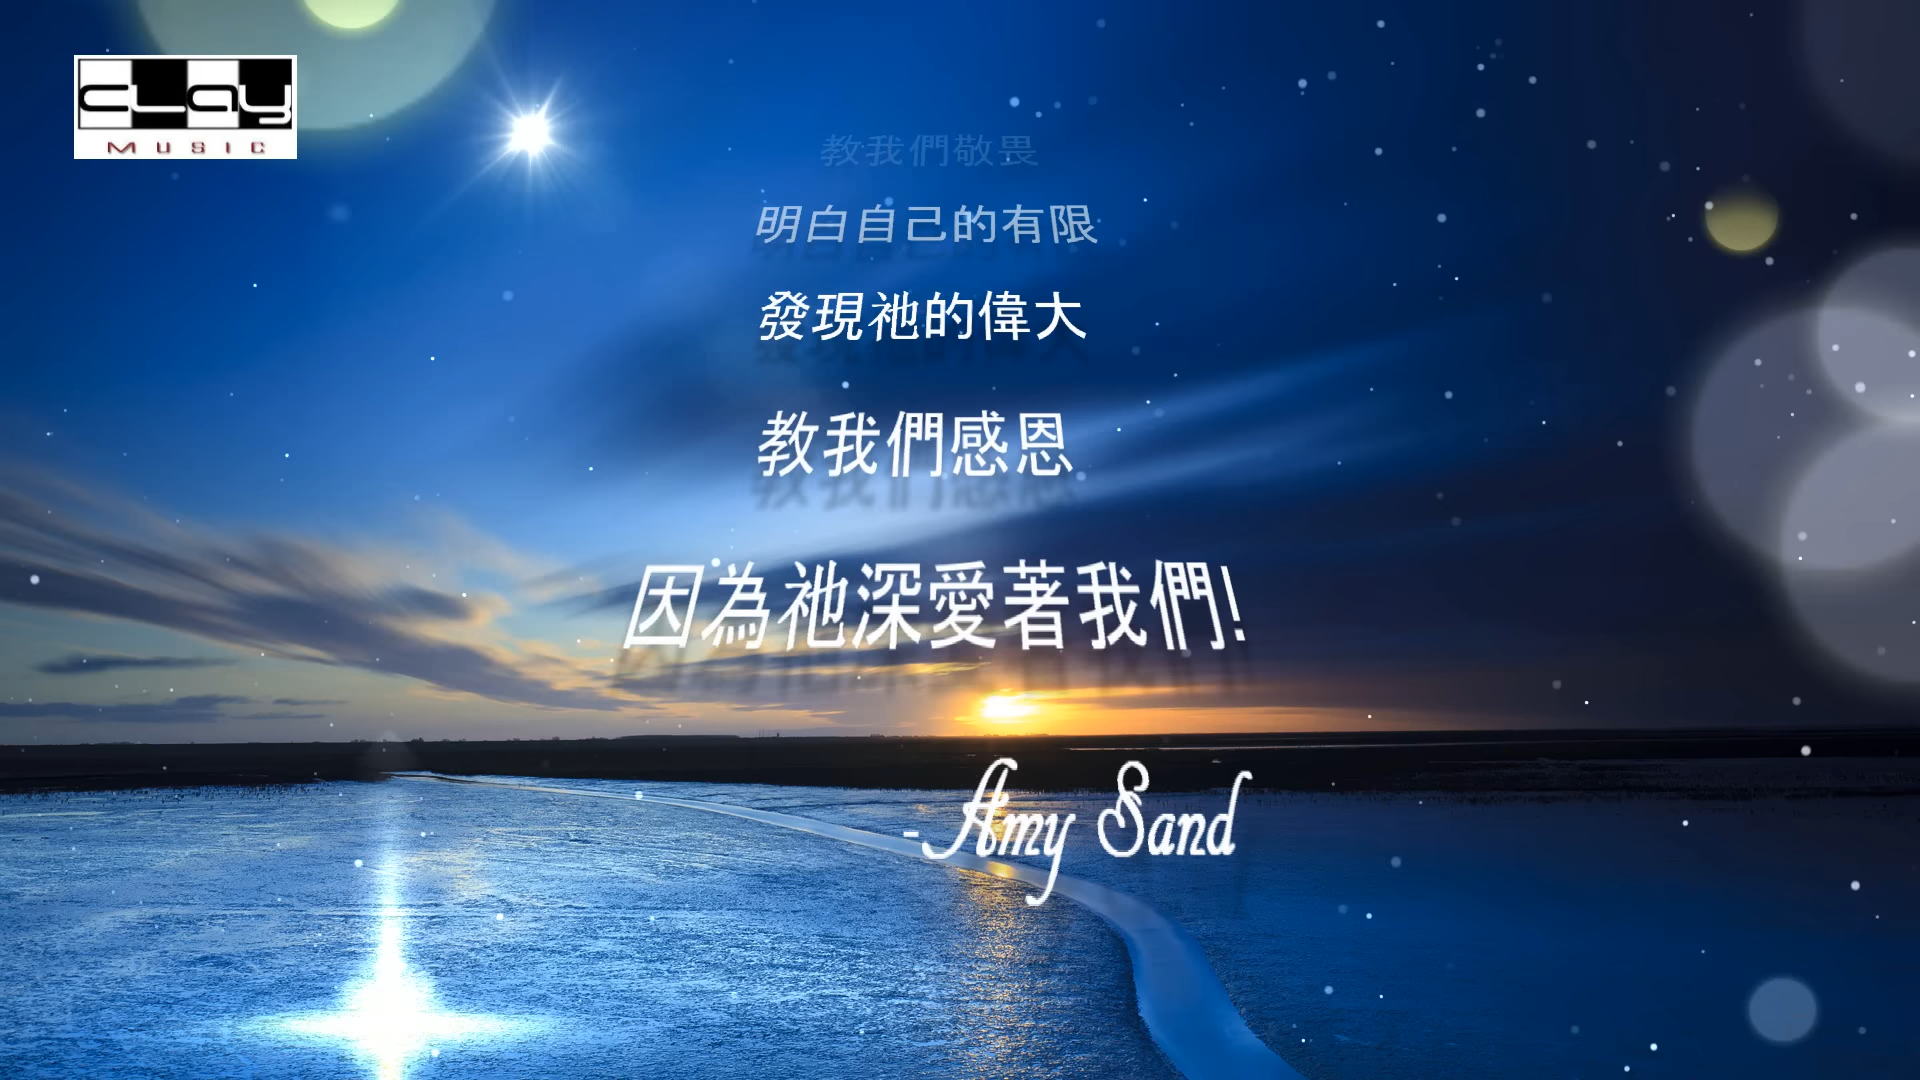 CLay
MUSIC
教我們敬畏
明白自己的有限
發現祂的偉大
教我們感恩
因為祂深愛著我們!
- Amy Sand